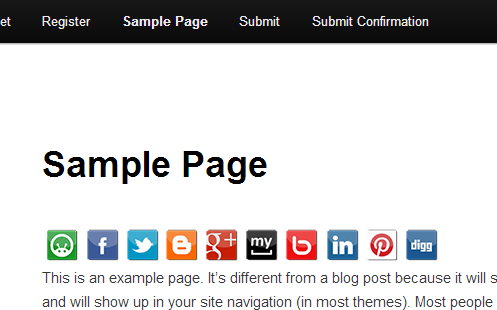 et Register Sample Page Submit Submit Confirmation
Sample Page
f g+ my b in digg
This is an example page. It's different from a blog post because it will s
and will show up in your site navigation (in most themes). Most people